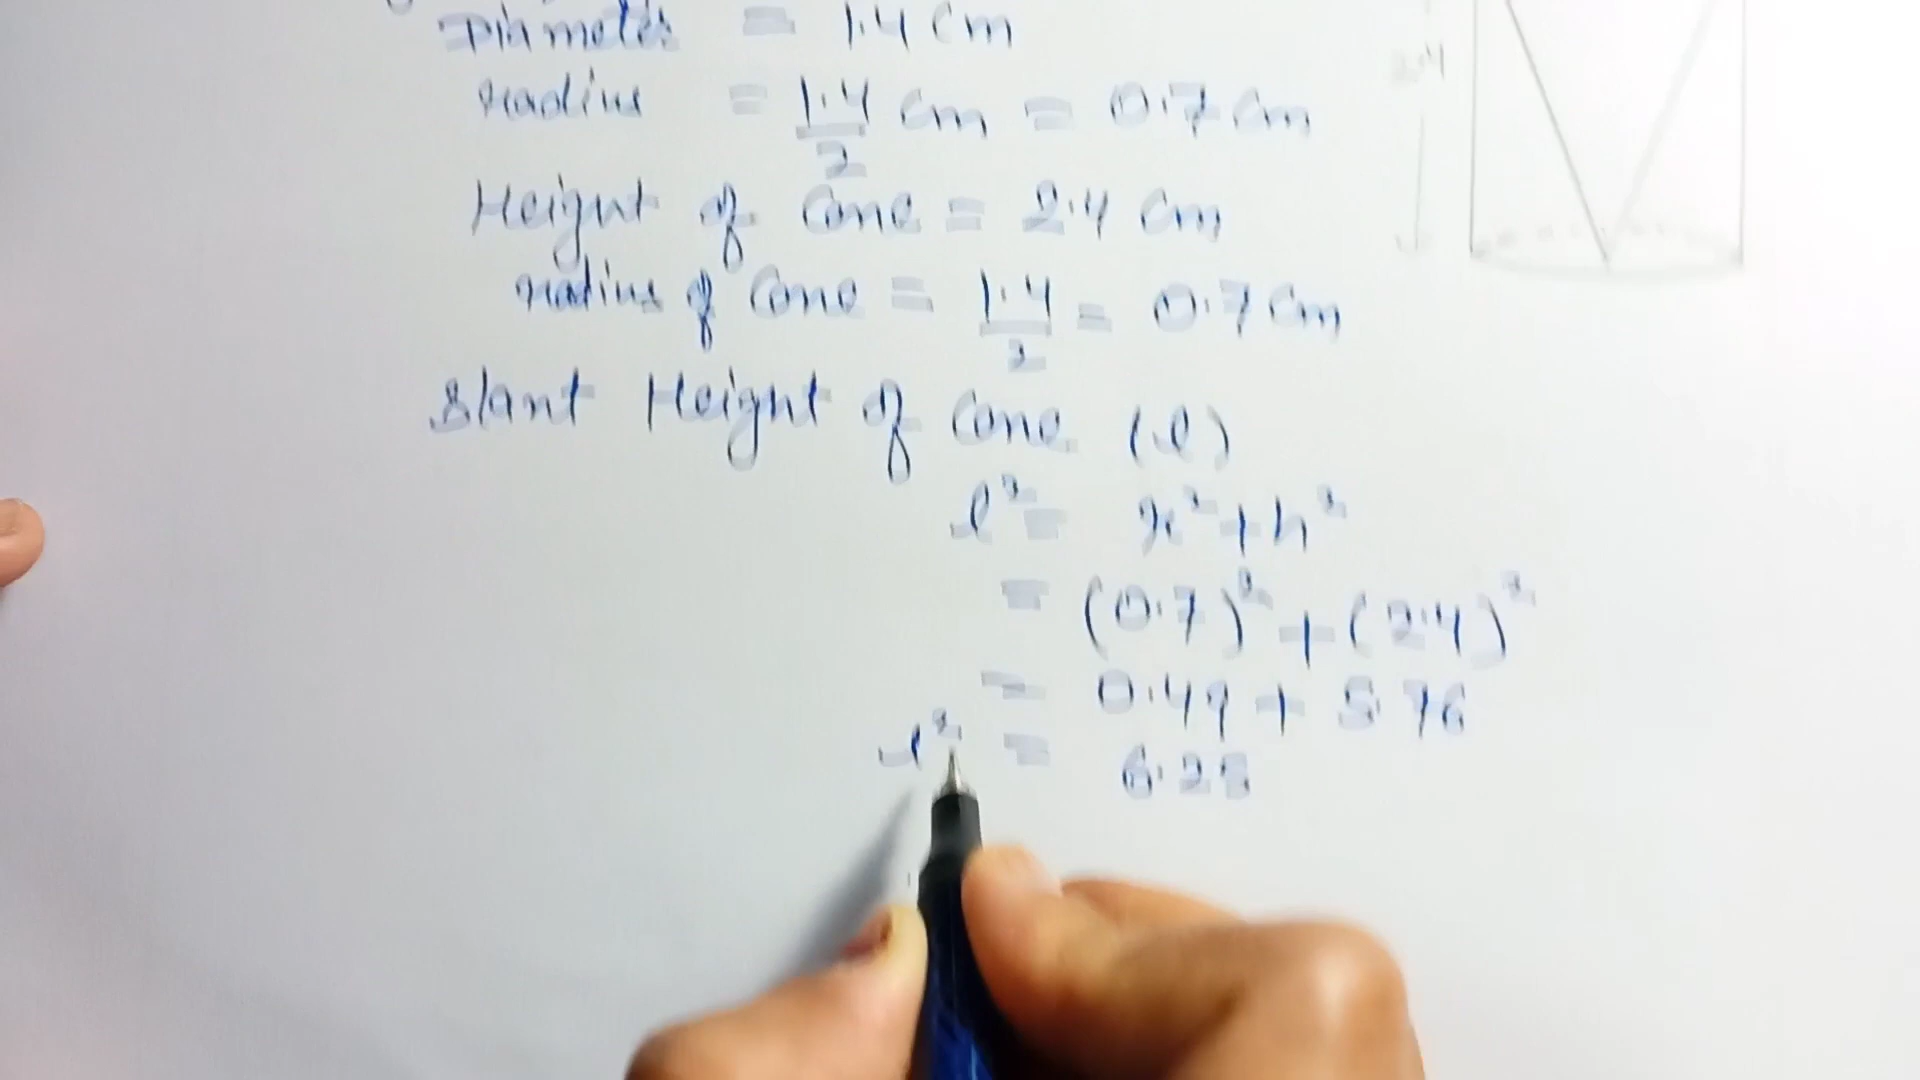 Diameter = 1.4 cm
radius = 1.4/2 cm = 0.7 cm
2.4
Height of Cone = 2.4 cm
radius of Cone = 1.4/2 = 0.7 cm
Slant Height of Cone (l)
l² = r² + h²
= (0.7)² + (2.4)²
= 0.49 + 5.76
l² = 6.25